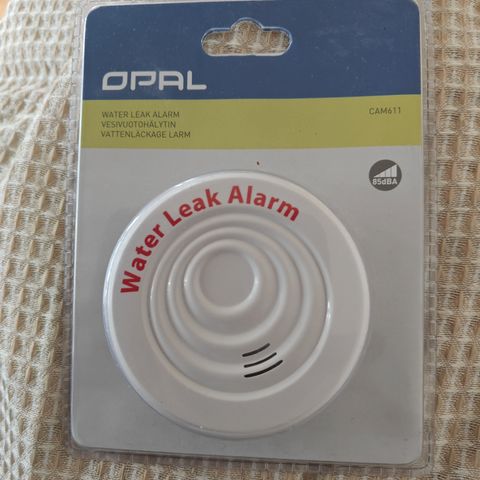 OPAL
WATER LEAK ALARM
VESIVUOTOHÄLYTIN
VATTENLÄCKAGE LARM
CAM611
85dBA
Water Leak Alarm